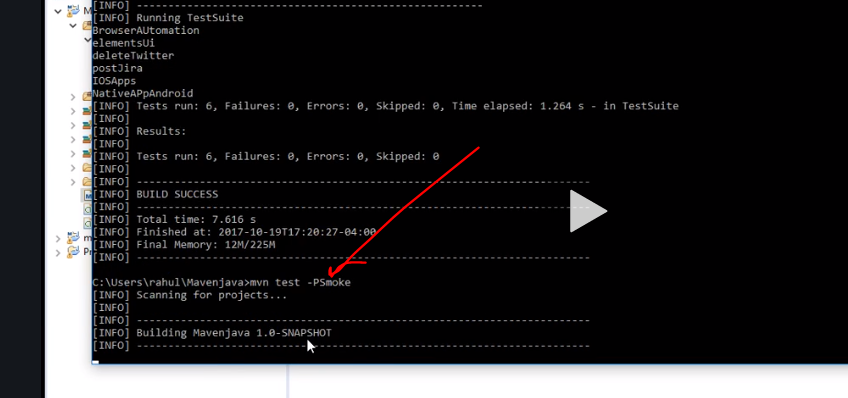 [INFO] -------------------------------------------------------
[INFO] Running TestSuite
BrowserAUtomation
elementsUi
deleteTwitter
postJira
IOSApps
NativeAPpAndroid
[INFO] Tests run: 6, Failures: 0, Errors: 0, Skipped: 0, Time elapsed: 1.264 s - in TestSuite
[INFO]
[INFO] Results:
[INFO]
[INFO] Tests run: 6, Failures: 0, Errors: 0, Skipped: 0
[INFO]
[INFO] ------------------------------------------------------------------------
[INFO] BUILD SUCCESS
[INFO] ------------------------------------------------------------------------
[INFO] Total time: 7.616 s
[INFO] Finished at: 2017-10-19T17:20:27-04:00
[INFO] Final Memory: 12M/225M
[INFO] ------------------------------------------------------------------------
C:\Users\rahul\Mavenjava>mvn test -PSmoke
[INFO] Scanning for projects...
[INFO]
[INFO] ------------------------------------------------------------------------
[INFO] Building Mavenjava 1.0-SNAPSHOT
[INFO] ------------------------------------------------------------------------